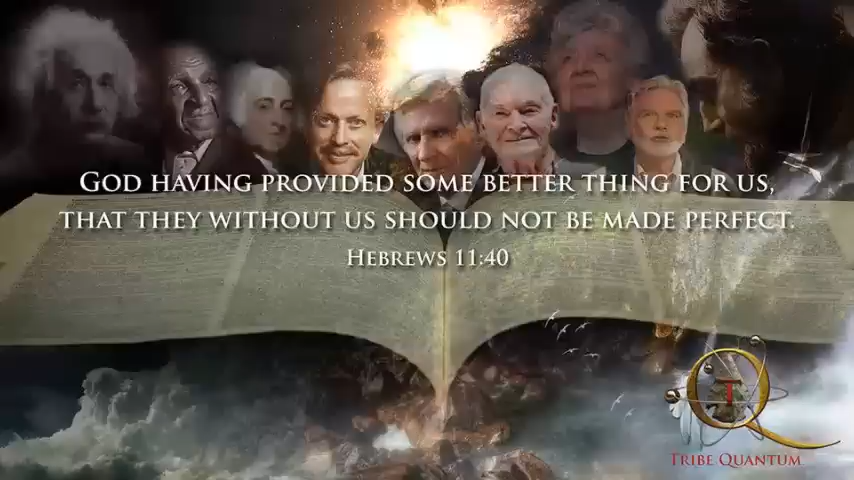 God having provided some better thing for us,
that they without us should not be made perfect.
Hebrews 11:40
T
Tribe Quantum